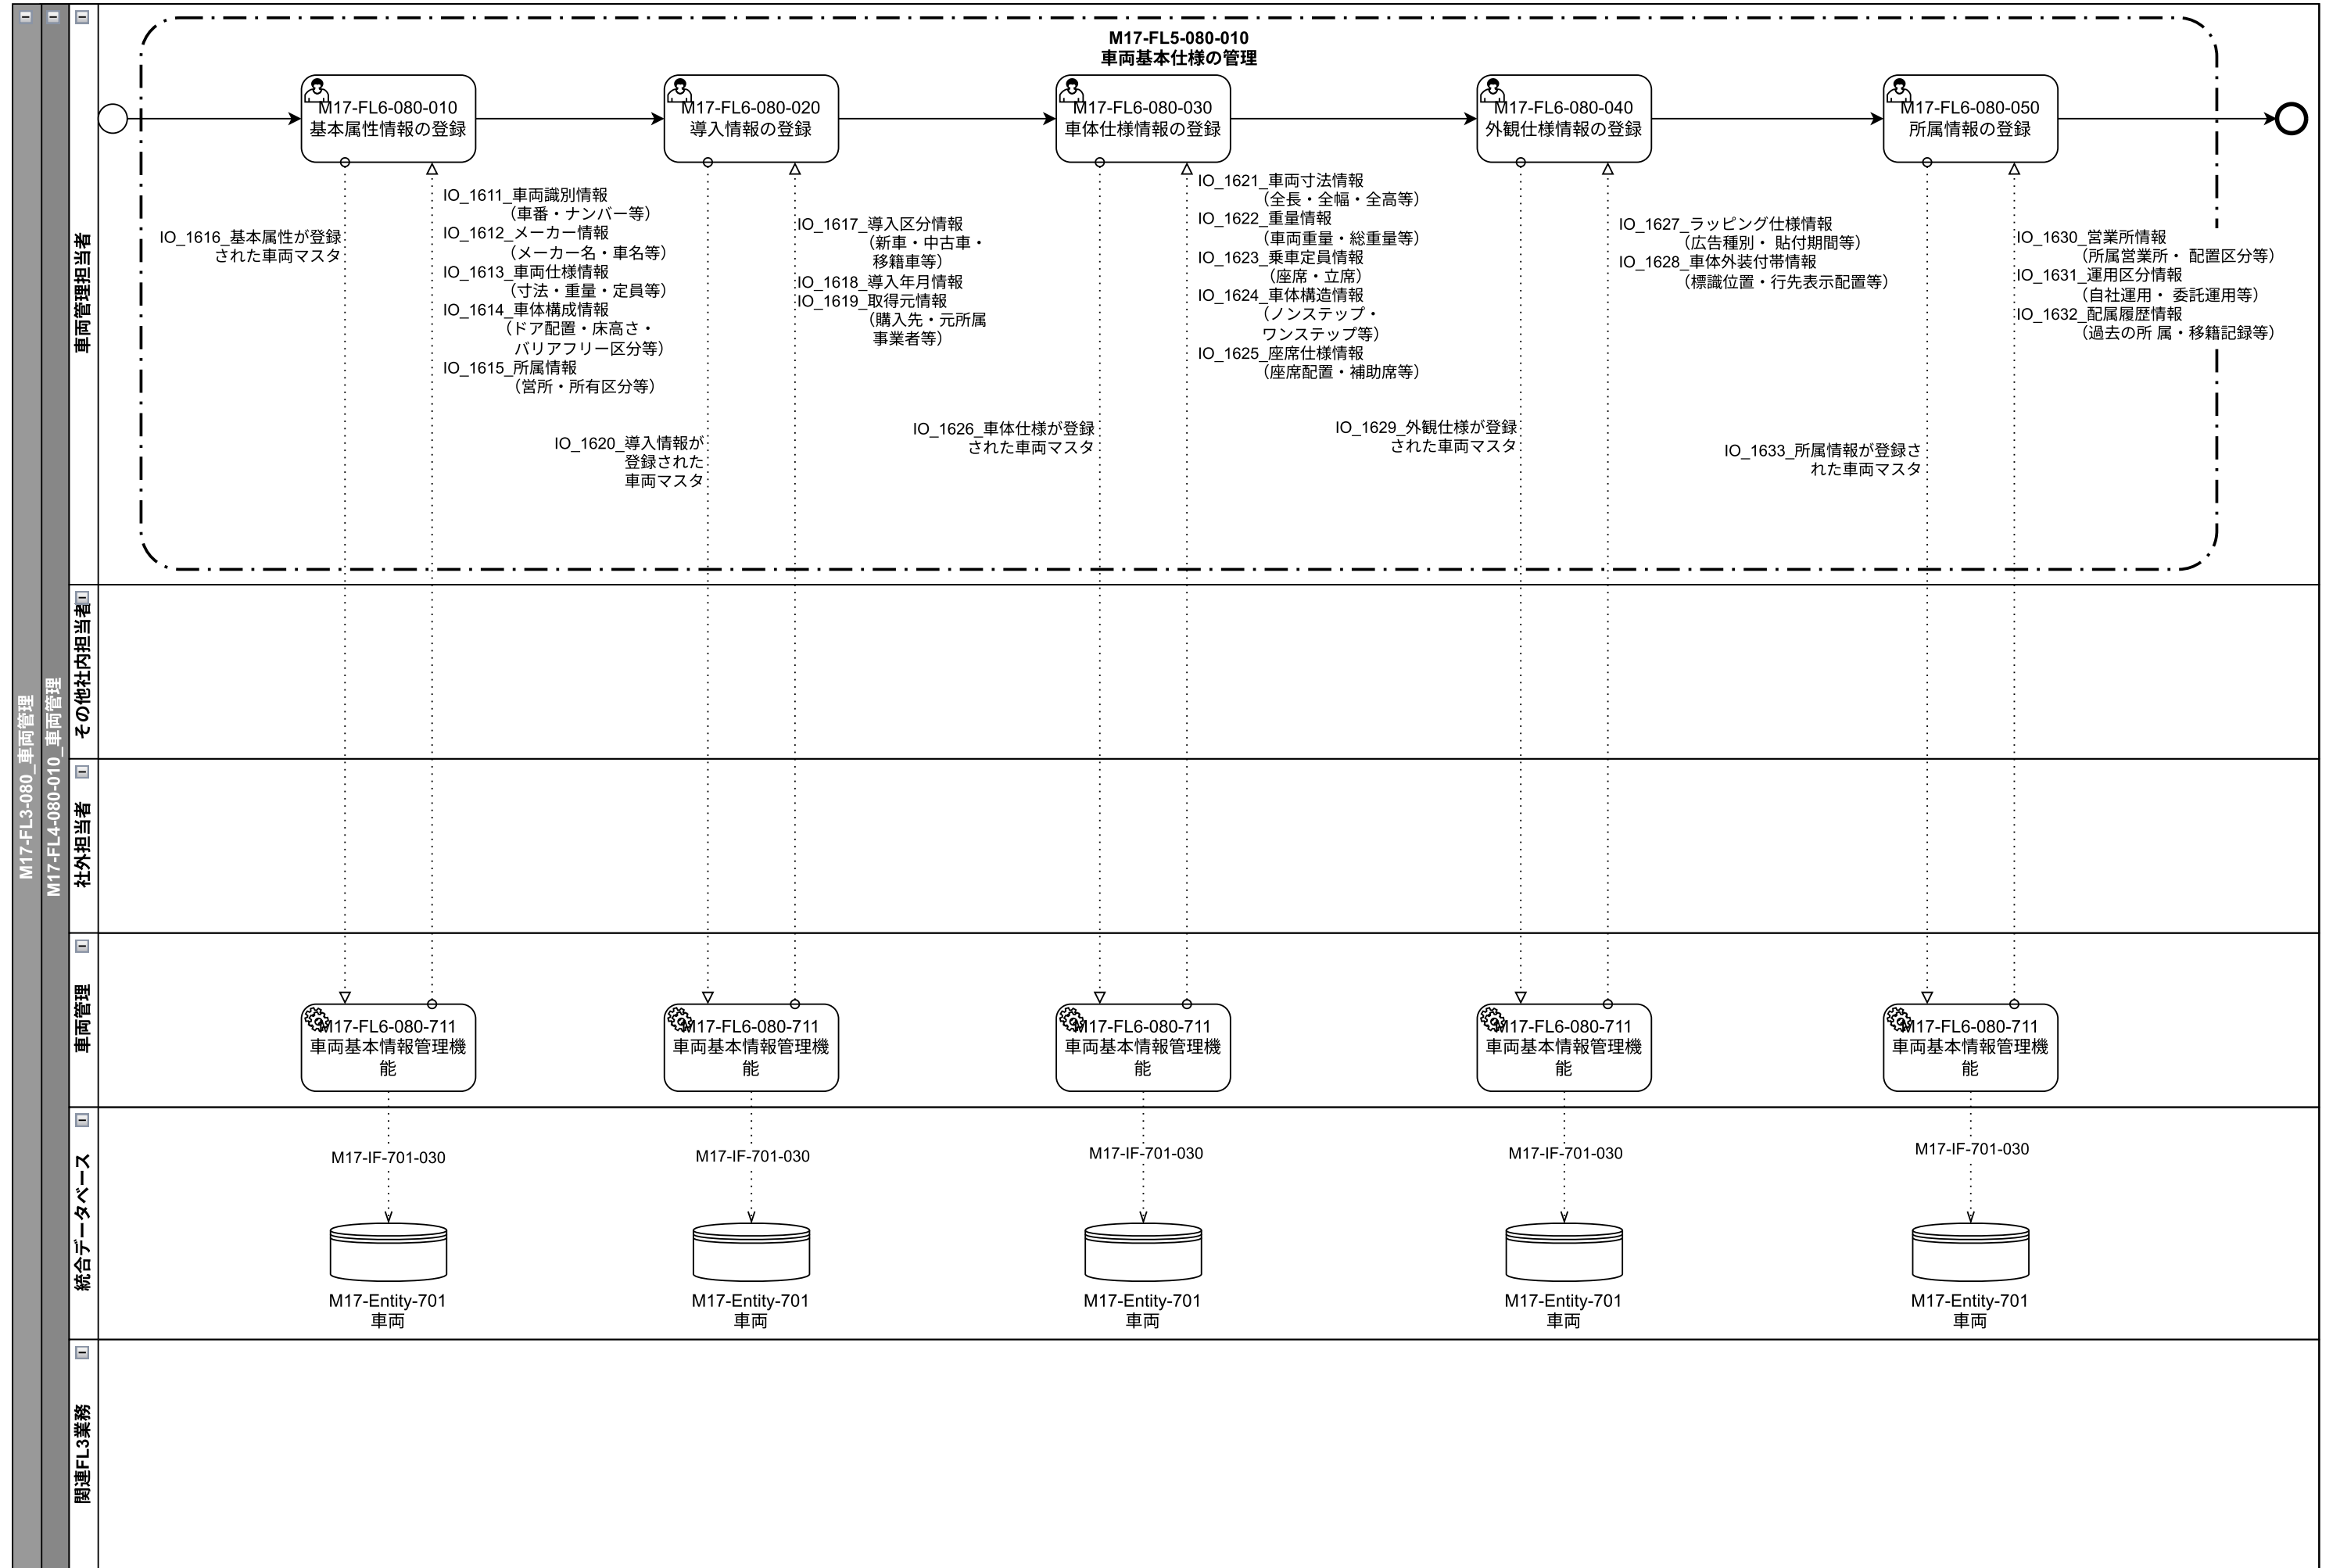 M17-FL3-080_車両管理
M17-FL4-080-010_車両管理
車両管理担当者
M17-FL5-080-010
車両基本仕様の管理
M17-FL6-080-010
基本属性情報の登録
M17-FL6-080-020
導入情報の登録
M17-FL6-080-030
車体仕様情報の登録
M17-FL6-080-040
外観仕様情報の登録
M17-FL6-080-050
所属情報の登録
IO_1616_基本属性が登録
された車両マスタ
IO_1611_車両識別情報
（車番・ナンバー等）
IO_1612_メーカー情報
（メーカー名・車名等）
IO_1613_車両仕様情報
（寸法・重量・定員等）
IO_1614_車体構成情報
（ドア配置・床高さ・
バリアフリー区分等）
IO_1615_所属情報
（営所・所有区分等）
IO_1620_導入情報が
登録された
車両マスタ
IO_1617_導入区分情報
（新車・中古車・
移籍車等）
IO_1618_導入年月情報
IO_1619_取得元情報
（購入先・元所属
事業者等）
IO_1626_車体仕様が登録
された車両マスタ
IO_1621_車両寸法情報
（全長・全幅・全高等）
IO_1622_重量情報
（車両重量・総重量等）
IO_1623_乗車定員情報
（座席・立席）
IO_1624_車体構造情報
（ノンステップ・
ワンステップ等）
IO_1625_座席仕様情報
（座席配置・補助席等）
IO_1629_外観仕様が登録
された車両マスタ
IO_1627_ラッピング仕様情報
（広告種別・ 貼付期間等）
IO_1628_車体外装付帯情報
（標識位置・行先表示配置等）
IO_1633_所属情報が登録さ
れた車両マスタ
IO_1630_営業所情報
（所属営業所・ 配置区分等）
IO_1631_運用区分情報
（自社運用・ 委託運用等）
IO_1632_配属履歴情報
（過去の所 属・移籍記録等）
その他社内担当者
社外担当者
車両管理
M17-FL6-080-711
車両基本情報管理機
能
M17-FL6-080-711
車両基本情報管理機
能
M17-FL6-080-711
車両基本情報管理機
能
M17-FL6-080-711
車両基本情報管理機
能
M17-FL6-080-711
車両基本情報管理機
能
統合データベース
M17-IF-701-030
M17-IF-701-030
M17-IF-701-030
M17-IF-701-030
M17-IF-701-030
M17-Entity-701
車両
M17-Entity-701
車両
M17-Entity-701
車両
M17-Entity-701
車両
M17-Entity-701
車両
関連FL3業務